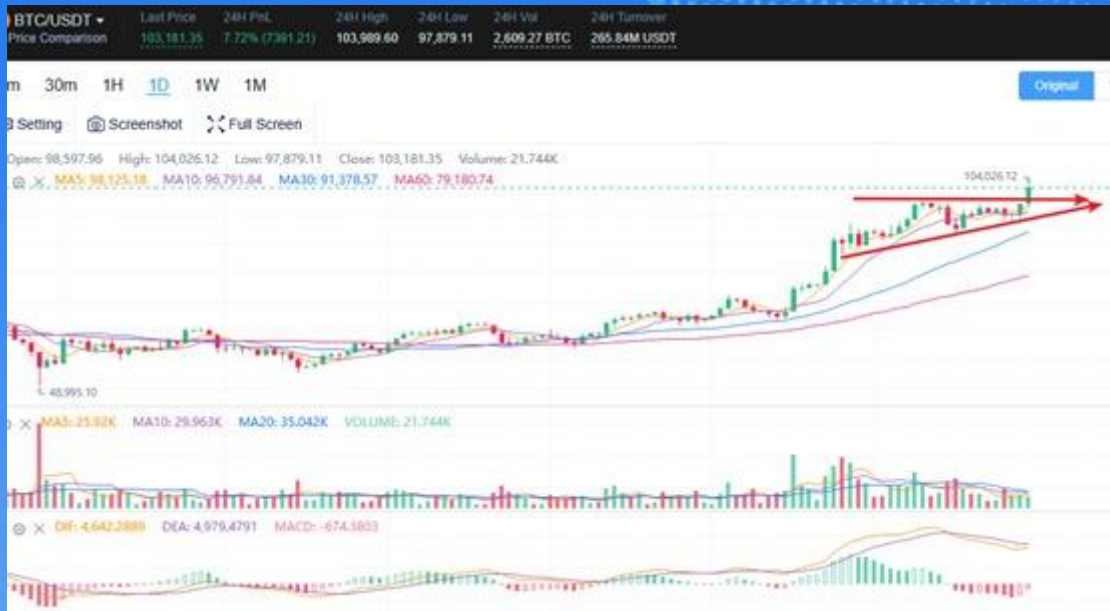 BTC/USDT Last Price 24H PnL 24H High 24H Low 24H Vol 24H Turnover
Price Comparison 103,181.35 7.72% (7391.21) 103,989.60 97,879.11 2,609.27 BTC 265.84M USDT
m 30m 1H 1D 1W 1M Original
Setting Screenshot Full Screen
Open: 98,597.96 High: 104,026.12 Low: 97,879.11 Close: 103,181.35 Volume: 21.744K
MA5: 98,125.18 MA10: 96,791.84 MA30: 91,378.57 MA60: 79,180.74
104,026.12
48,995.10
MA5: 25.92K MA10: 29.963K MA20: 35.042K VOLUME: 21.744K
DIF: 4,642.2889 DEA: 4,979.4791 MACD: -674.3803